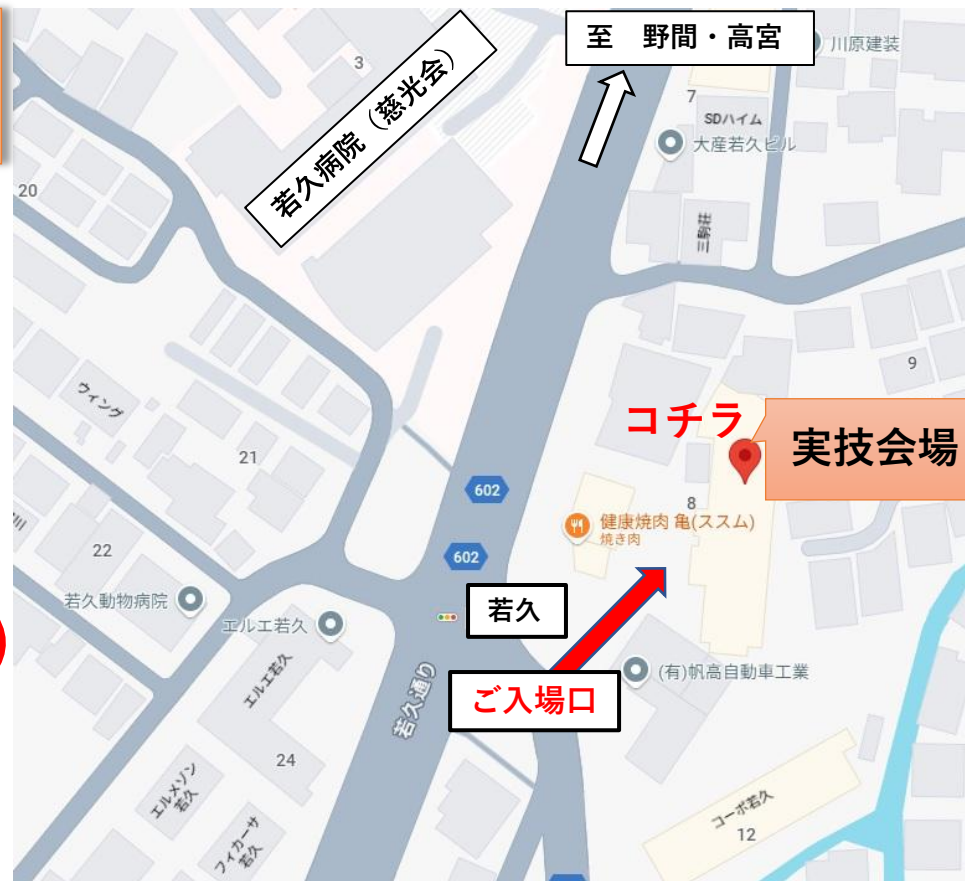 至　野間・高宮
川原建装
3
若久病院（慈光会）
7
SDハイム
大産若久ビル
20
三駒荘
9
ウィング
コチラ
実技会場
21
602
8
健康焼肉 亀(ススム)
焼き肉
川
22
602
若久動物病院
若久
エルエ若久
(有)帆高自動車工業
エルエ若久
ご入場口
若久通り
24
エルメゾン
若久
コーポ若久
12
フィカーサ
若久